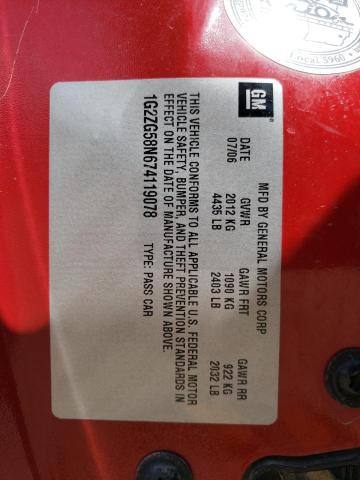 GM
MFD BY GENERAL MOTORS CORP
DATE GVWR GAWR FRT GAWR RR
07/06 2012 KG 1090 KG 922 KG
4435 LB 2403 LB 2032 LB
THIS VEHICLE CONFORMS TO ALL APPLICABLE U.S. FEDERAL MOTOR
VEHICLE SAFETY, BUMPER, AND THEFT PREVENTION STANDARDS IN
EFFECT ON THE DATE OF MANUFACTURE SHOWN ABOVE.
1G2ZG58N674119078 TYPE: PASS CAR
Local 5960